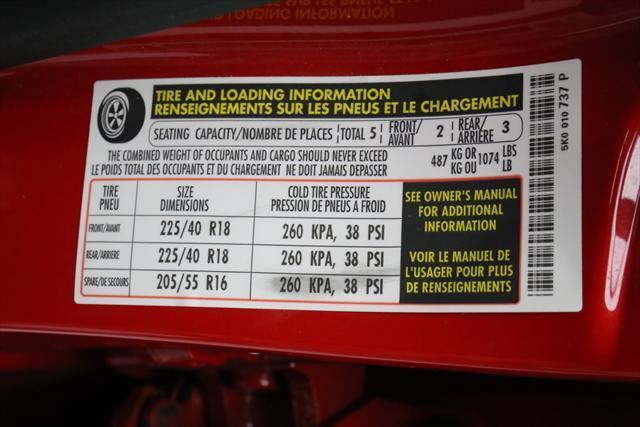 TIRE AND LOADING INFORMATION
RENSEIGNEMENTS SUR LES PNEUS ET LE CHARGEMENT
SEATING CAPACITY/NOMBRE DE PLACES TOTAL 5 FRONT/AVANT 2 REAR/ARRIÈRE 3
THE COMBINED WEIGHT OF OCCUPANTS AND CARGO SHOULD NEVER EXCEED
LE POIDS TOTAL DES OCCUPANTS ET DU CHARGEMENT NE DOIT JAMAIS DEPASSER
487 KG OR KG OU 1074 LBS LB
TIRE PNEU
SIZE DIMENSIONS
COLD TIRE PRESSURE
PRESSION DE PNEUS A FROID
FRONT/AVANT 225/40 R18 260 KPA, 38 PSI
REAR/ARRIERE 225/40 R18 260 KPA, 38 PSI
SPARE/DE SECOURS 205/55 R16 260 KPA, 38 PSI
SEE OWNER'S MANUAL
FOR ADDITIONAL
INFORMATION
VOIR LE MANUEL DE
L'USAGER POUR PLUS
DE RENSEIGNEMENTS
5K0 010 737 P